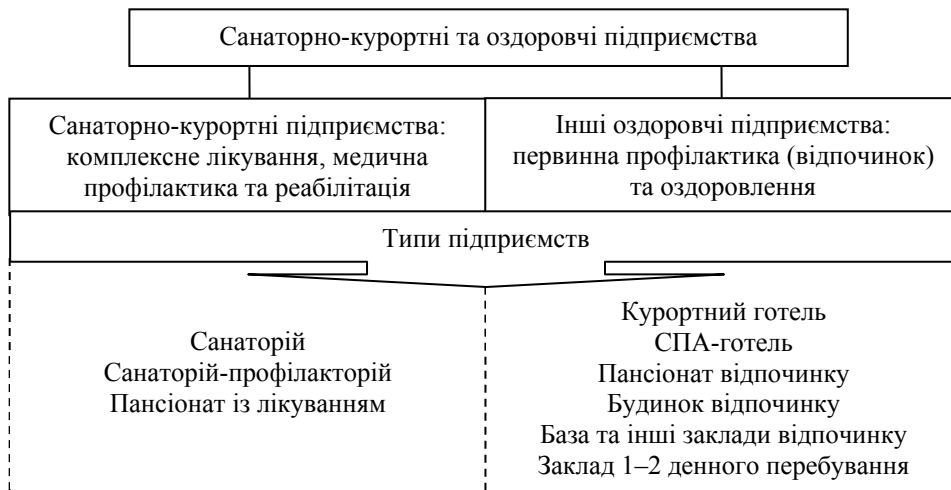 Санаторно-курортні та оздоровчі підприємства
Санаторно-курортні підприємства:
комплексне лікування, медична
профілактика та реабілітація
Інші оздоровчі підприємства:
первинна профілактика (відпочинок)
та оздоровлення
Типи підприємств
Санаторій
Санаторій-профілакторій
Пансіонат із лікуванням
Курортний готель
СПА-готель
Пансіонат відпочинку
Будинок відпочинку
База та інші заклади відпочинку
Заклад 1–2 денного перебування